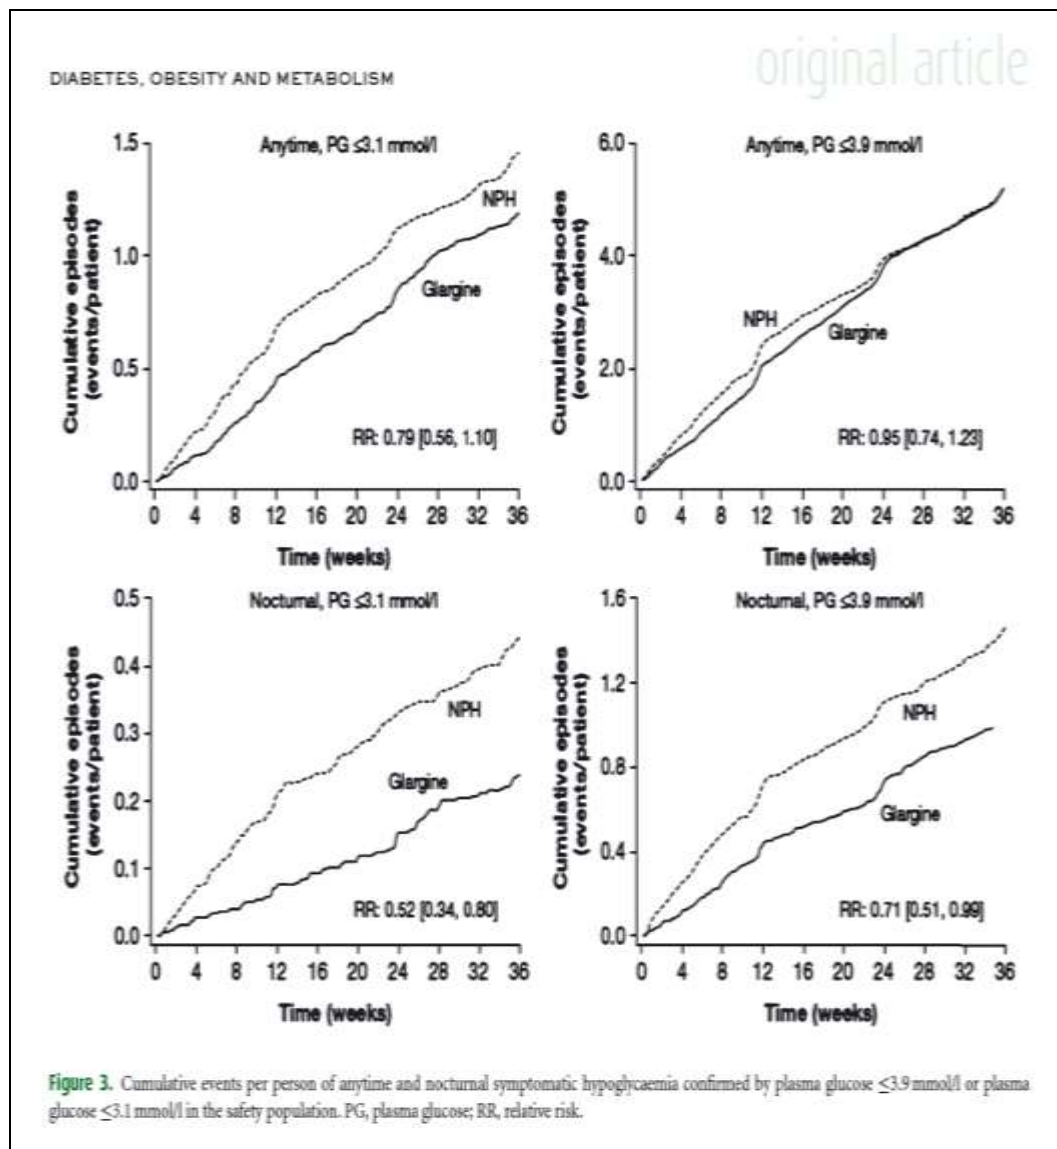 original article
DIABETES, OBESITY AND METABOLISM
Anytime, PG ≤3.1 mmol/l
Cumulative episodes
(events/patient)
1.5
1.0
0.5
0.0
NPH
Glargine
RR: 0.79 [0.56, 1.10]
0 4 8 12 16 20 24 28 32 36
Time (weeks)
Anytime, PG ≤3.9 mmol/l
Cumulative episodes
(events/patient)
6.0
4.0
2.0
0.0
NPH
Glargine
RR: 0.95 [0.74, 1.23]
0 4 8 12 16 20 24 28 32 36
Time (weeks)
Nocturnal, PG ≤3.1 mmol/l
Cumulative episodes
(events/patient)
0.5
0.4
0.3
0.2
0.1
0.0
NPH
Glargine
RR: 0.52 [0.34, 0.80]
0 4 8 12 16 20 24 28 32 36
Time (weeks)
Nocturnal, PG ≤3.9 mmol/l
Cumulative episodes
(events/patient)
1.6
1.2
0.8
0.4
0.0
NPH
Glargine
RR: 0.71 [0.51, 0.99]
0 4 8 12 16 20 24 28 32 36
Time (weeks)
Figure 3. Cumulative events per person of anytime and nocturnal symptomatic hypoglycaemia confirmed by plasma glucose ≤3.9 mmol/l or plasma
glucose ≤3.1 mmol/l in the safety population. PG, plasma glucose; RR, relative risk.